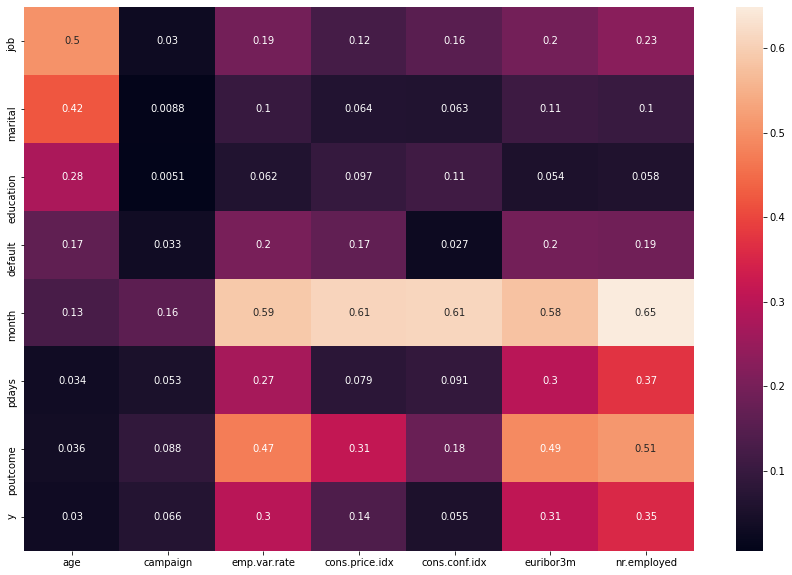 job 0.5 0.03 0.19 0.12 0.16 0.2 0.23
marital 0.42 0.0088 0.1 0.064 0.063 0.11 0.1
education 0.28 0.0051 0.062 0.097 0.11 0.054 0.058
default 0.17 0.033 0.2 0.17 0.027 0.2 0.19
month 0.13 0.16 0.59 0.61 0.61 0.58 0.65
pdays 0.034 0.053 0.27 0.079 0.091 0.3 0.37
poutcome 0.036 0.088 0.47 0.31 0.18 0.49 0.51
y 0.03 0.066 0.3 0.14 0.055 0.31 0.35
age campaign emp.var.rate cons.price.idx cons.conf.idx euribor3m nr.employed
0.6
0.5
0.4
0.3
0.2
0.1